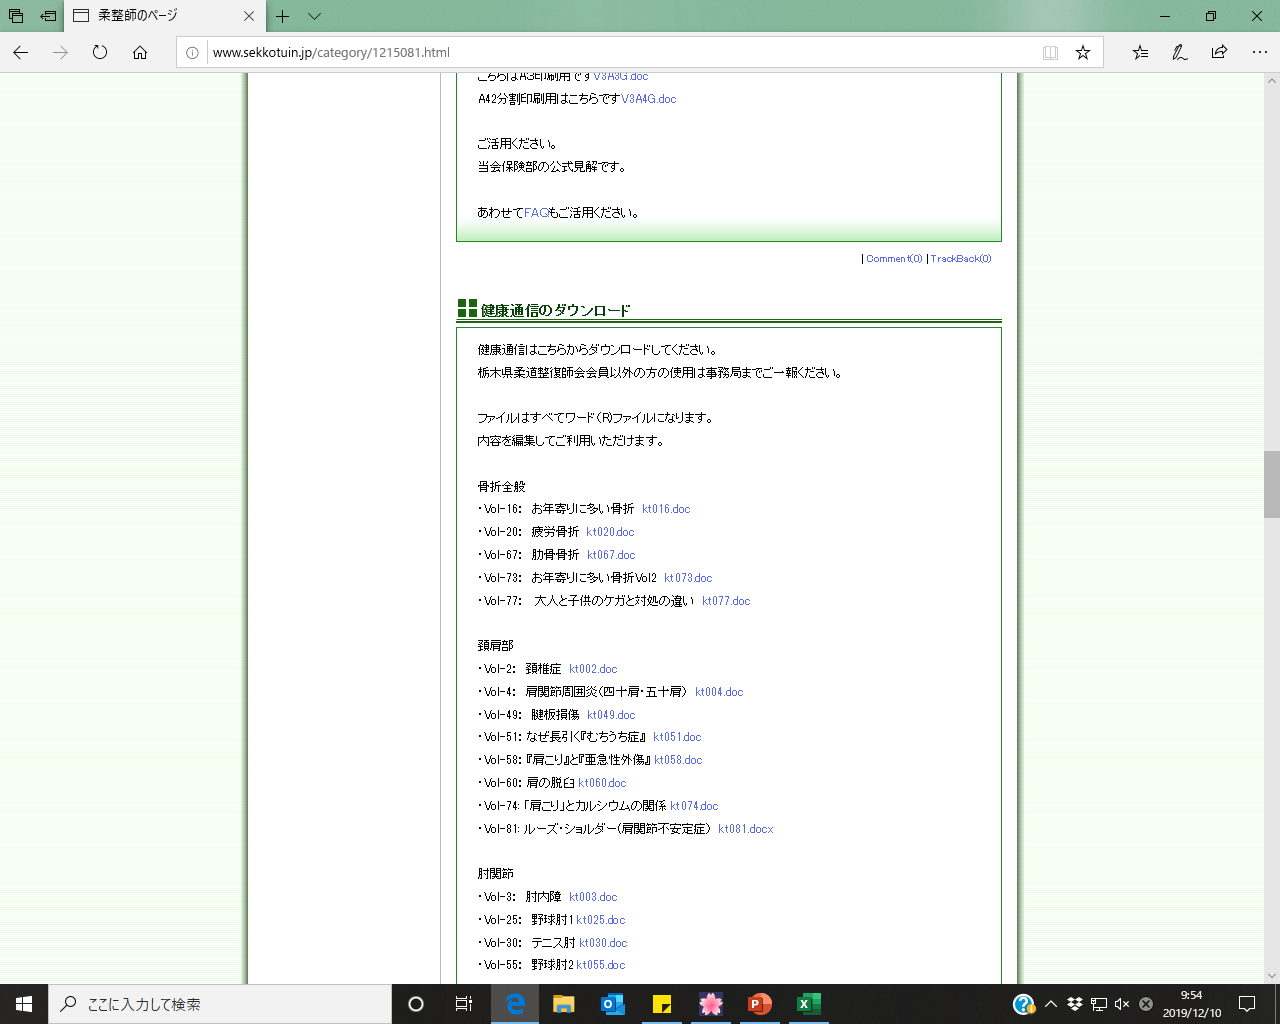 柔整師のページ
www.sekkotuin.jp/category/1215081.html
こちらはA3印刷用ですV3A3G.doc
A42分割印刷用はこちらですV3A4G.doc
ご活用ください。
当会保険部の公式見解です。
あわせてFAQもご活用ください。
| Comment(0) | TrackBack(0)
健康通信のダウンロード
健康通信はこちらからダウンロードしてください。
栃木県柔道整復師会会員以外の方の使用は事務局までご一報ください。
ファイルはすべてワード(R)ファイルになります。
内容を編集してご利用いただけます。
骨折全般
・Vol-16: お年寄りに多い骨折 kt016.doc
・Vol-20: 疲労骨折 kt020.doc
・Vol-67: 肋骨骨折 kt067.doc
・Vol-73: お年寄りに多い骨折Vol2 kt073.doc
・Vol-77: 大人と子供のケガと対処の違い kt077.doc
頚肩部
・Vol-2: 頚椎症 kt002.doc
・Vol-4: 肩関節周囲炎(四十肩・五十肩) kt004.doc
・Vol-49: 腱板損傷 kt049.doc
・Vol-51: なぜ長引く『むちうち症』 kt051.doc
・Vol-58: 『肩こり』と『亜急性外傷』 kt058.doc
・Vol-60: 肩の脱臼 kt060.doc
・Vol-74: 「肩こり」とカルシウムの関係 kt074.doc
・Vol-81: ルーズ・ショルダー(肩関節不安定症) kt081.docx
肘関節
・Vol-3: 肘内障 kt003.doc
・Vol-25: 野球肘1 kt025.doc
・Vol-30: テニス肘 kt030.doc
・Vol-55: 野球肘2 kt055.doc
ここに入力して検索
9:54
2019/12/10